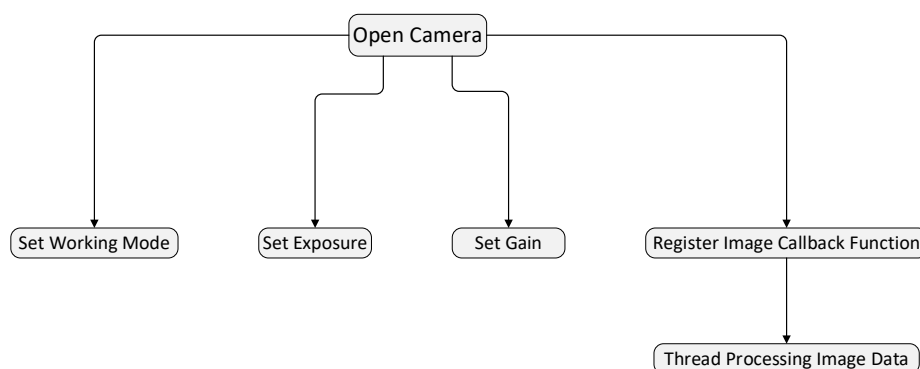 Open Camera
Set Working Mode
Set Exposure
Set Gain
Register Image Callback Function
Thread Processing Image Data